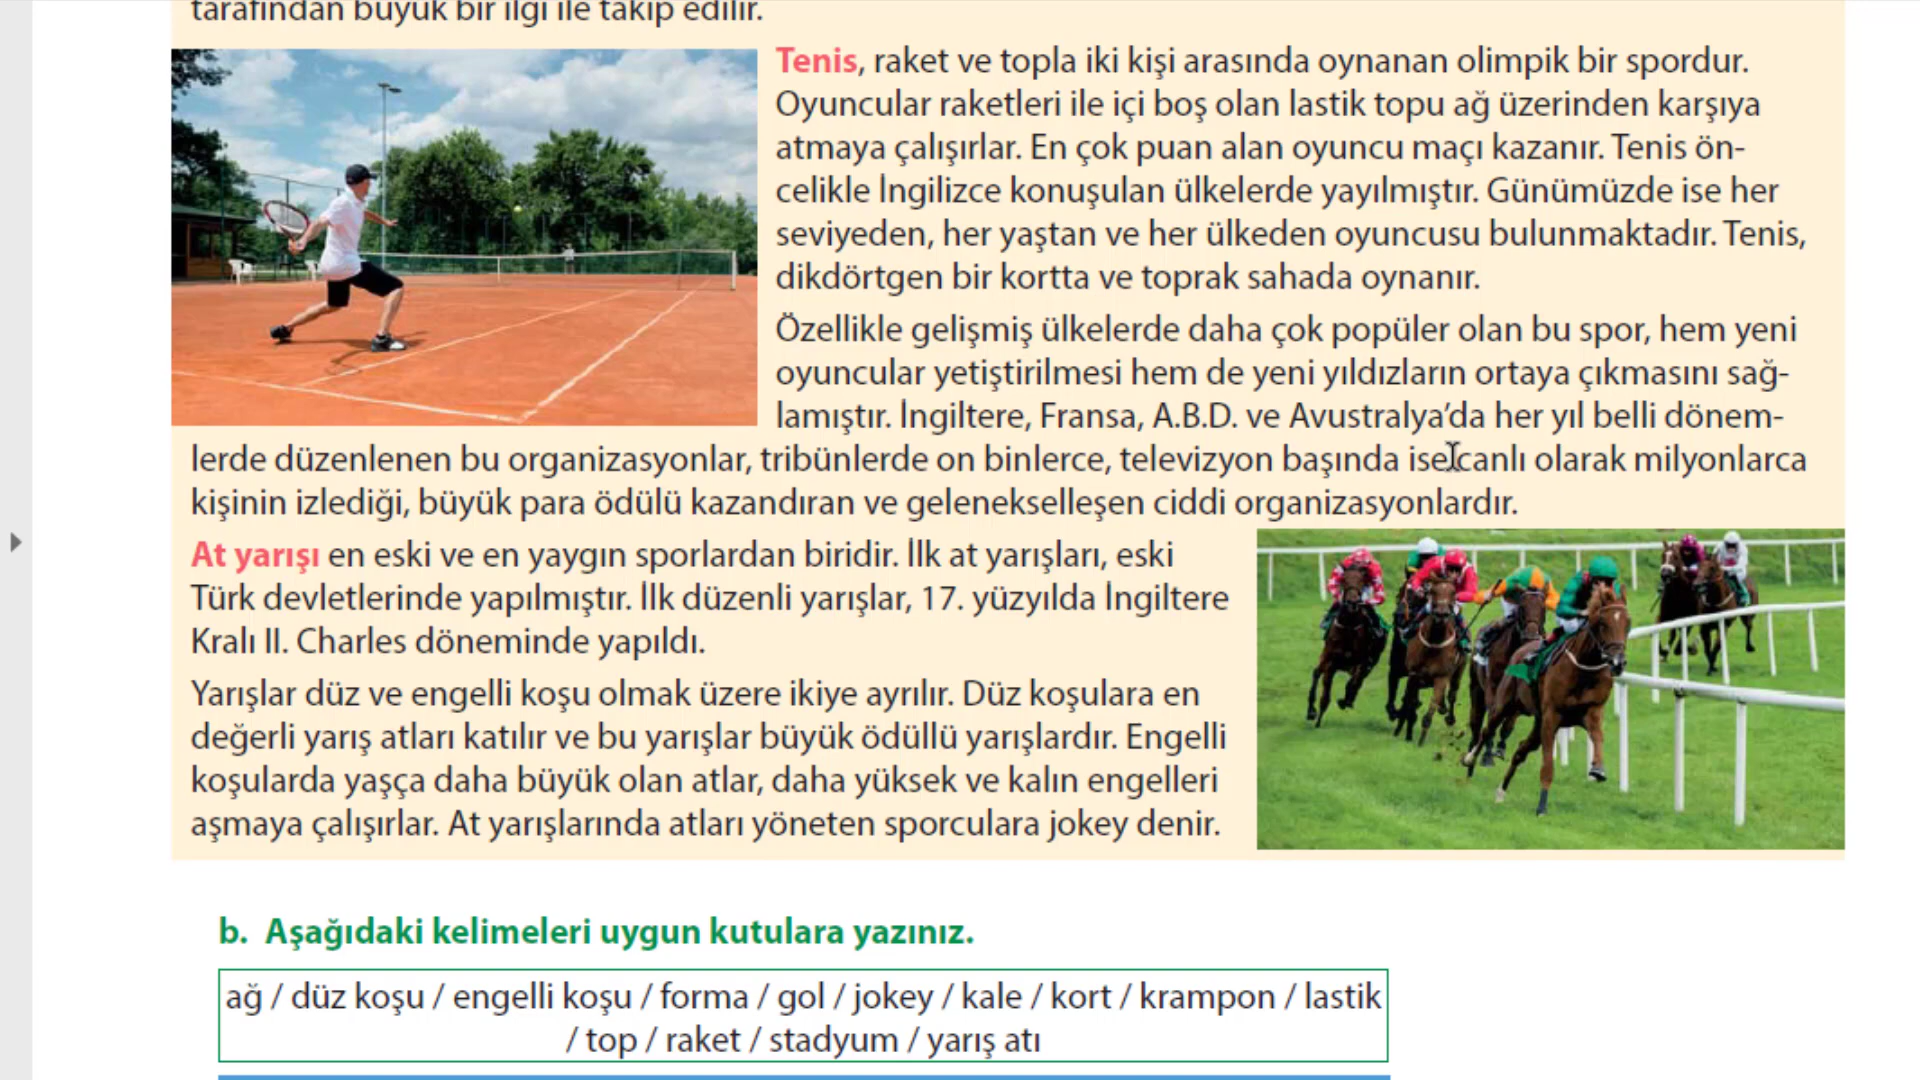 tarafından büyük bir ilgi ile takip edilir.
Tenis, raket ve topla iki kişi arasında oynanan olimpik bir spordur.
Oyuncular raketleri ile içi boş olan lastik topu ağ üzerinden karşıya
atmaya çalışırlar. En çok puan alan oyuncu maçı kazanır. Tenis ön-
celikle İngilizce konuşulan ülkelerde yayılmıştır. Günümüzde ise her
seviyeden, her yaştan ve her ülkeden oyuncusu bulunmaktadır. Tenis,
dikdörtgen bir kortta ve toprak sahada oynanır.
Özellikle gelişmiş ülkelerde daha çok popüler olan bu spor, hem yeni
oyuncular yetiştirilmesi hem de yeni yıldızların ortaya çıkmasını sağ-
lamıştır. İngiltere, Fransa, A.B.D. ve Avustralya’da her yıl belli dönem-
lerde düzenlenen bu organizasyonlar, tribünlerde on binlerce, televizyon başında ise canlı olarak milyonlarca
kişinin izlediği, büyük para ödülü kazandıran ve gelenekselleşen ciddi organizasyonlardır.
At yarışı en eski ve en yaygın sporlardan biridir. İlk at yarışları, eski
Türk devletlerinde yapılmıştır. İlk düzenli yarışlar, 17. yüzyılda İngiltere
Kralı II. Charles döneminde yapıldı.
Yarışlar düz ve engelli koşu olmak üzere ikiye ayrılır. Düz koşulara en
değerli yarış atları katılır ve bu yarışlar büyük ödüllü yarışlardır. Engelli
koşularda yaşça daha büyük olan atlar, daha yüksek ve kalın engelleri
aşmaya çalışırlar. At yarışlarında atları yöneten sporculara jokey denir.
b. Aşağıdaki kelimeleri uygun kutulara yazınız.
ağ / düz koşu / engelli koşu / forma / gol / jokey / kale / kort / krampon / lastik
/ top / raket / stadyum / yarış atı